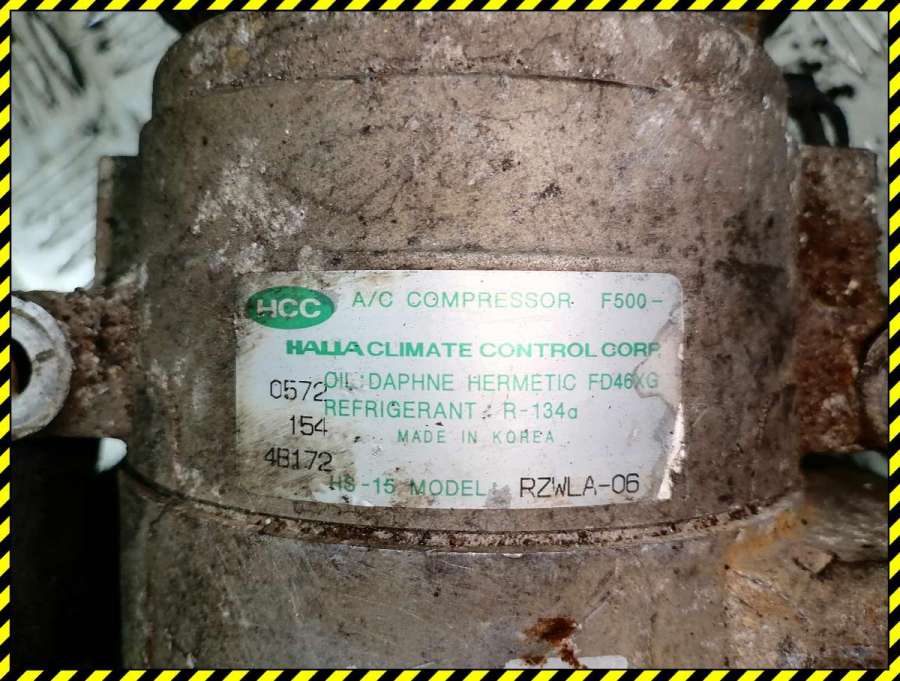 HCC A/C COMPRESSOR F500-
HALLA CLIMATE CONTROL CORP.
OIL: DAPHNE HERMETIC FD46XG
0572
REFRIGERANT: R-134a
154
MADE IN KOREA
4B172
HS-15 MODEL: RZWLA-06